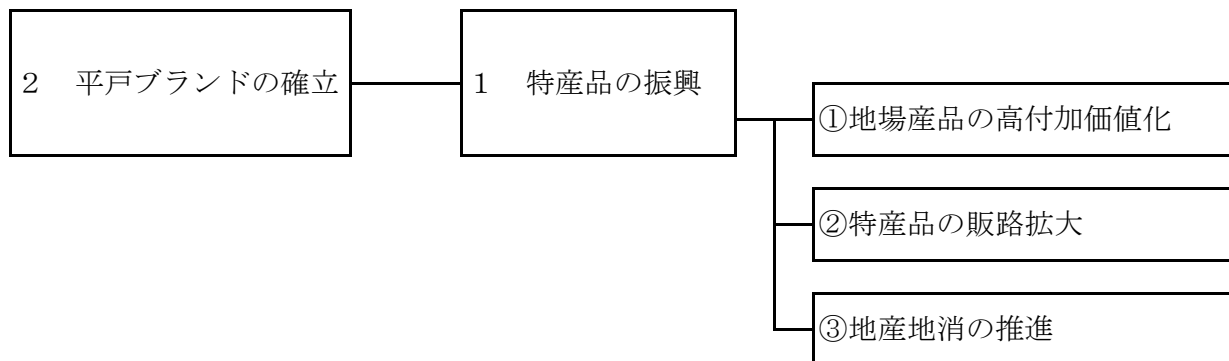 ２　平戸ブランドの確立
１　特産品の振興
①地場産品の高付加価値化
②特産品の販路拡大
③地産地消の推進